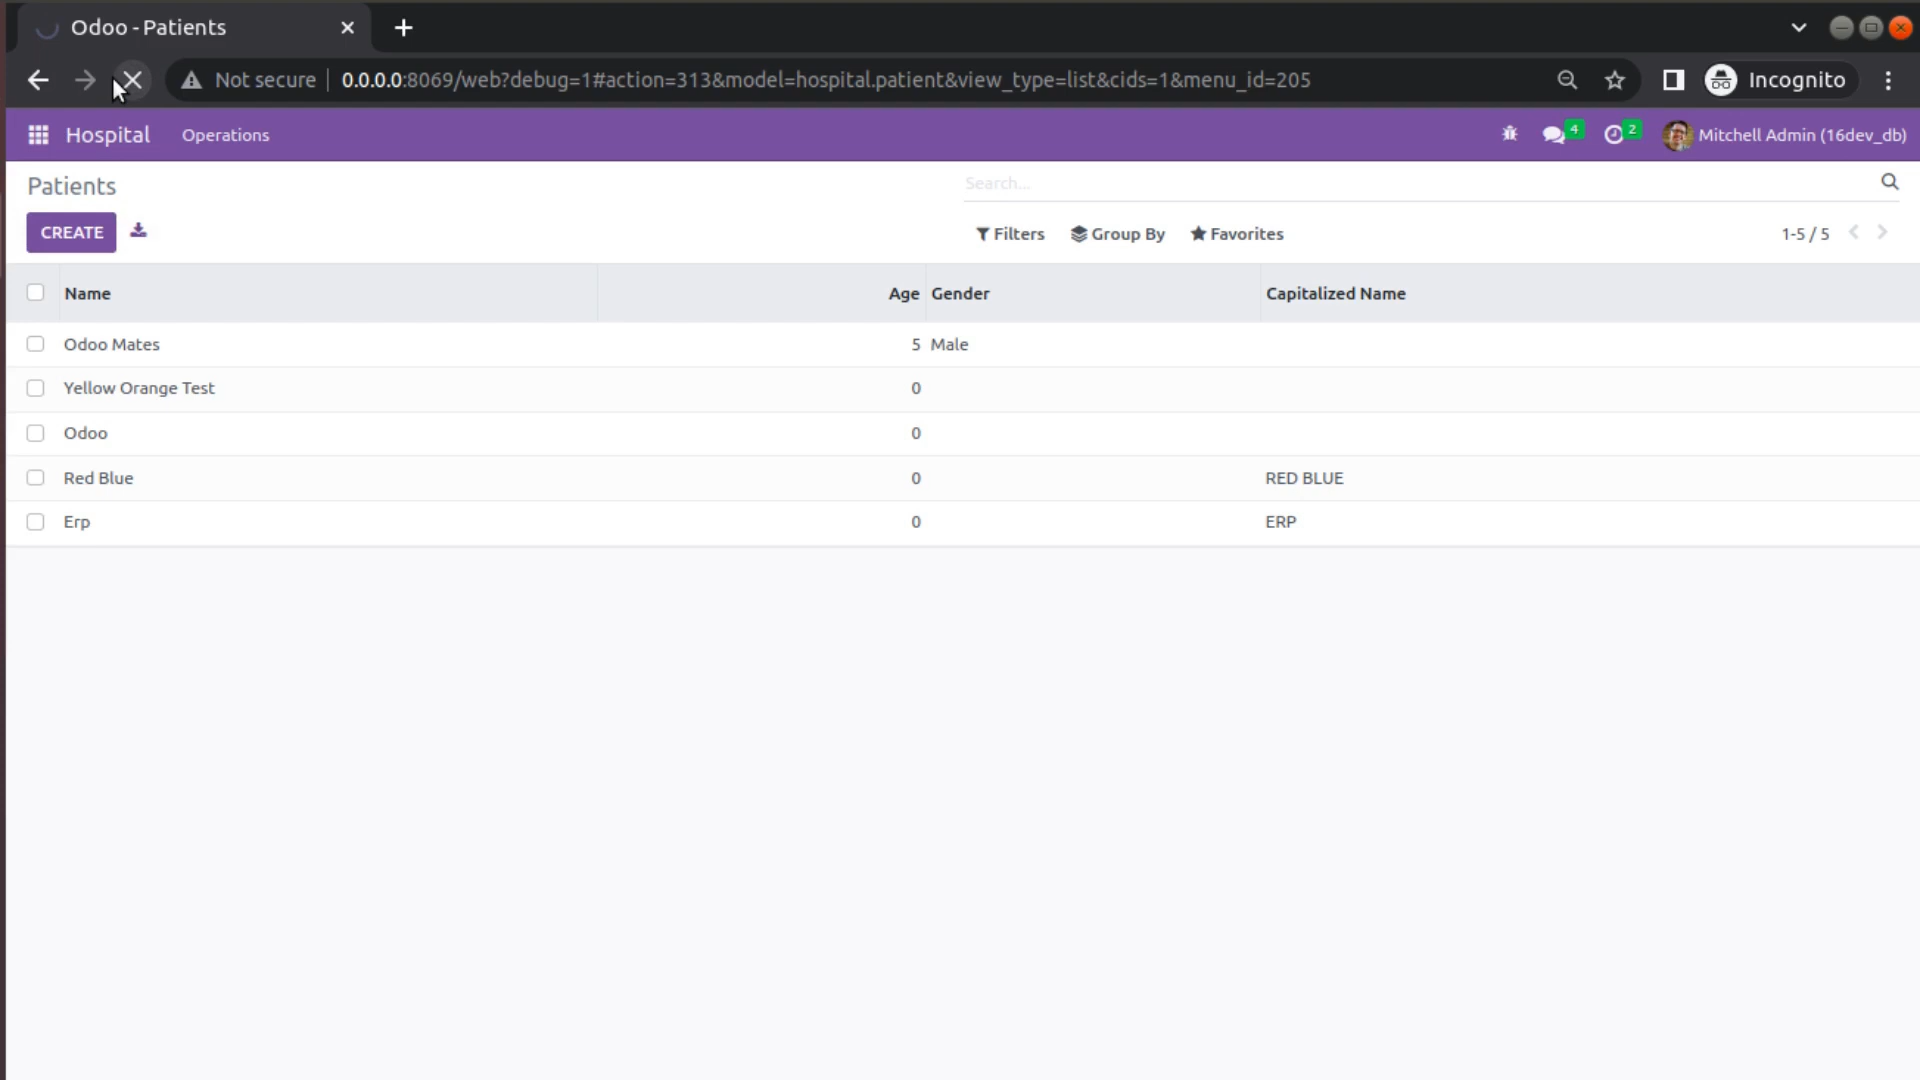 Odoo - Patients
Not secure 0.0.0.0:8069/web?debug=1#action=313&model=hospital.patient&view_type=list&cids=1&menu_id=205 Incognito
Hospital Operations 4 2 Mitchell Admin (16dev_db)
Patients Search...
CREATE Filters Group By Favorites 1-5 / 5
Name Age Gender Capitalized Name
Odoo Mates 5 Male
Yellow Orange Test 0
Odoo 0
Red Blue 0 RED BLUE
Erp 0 ERP